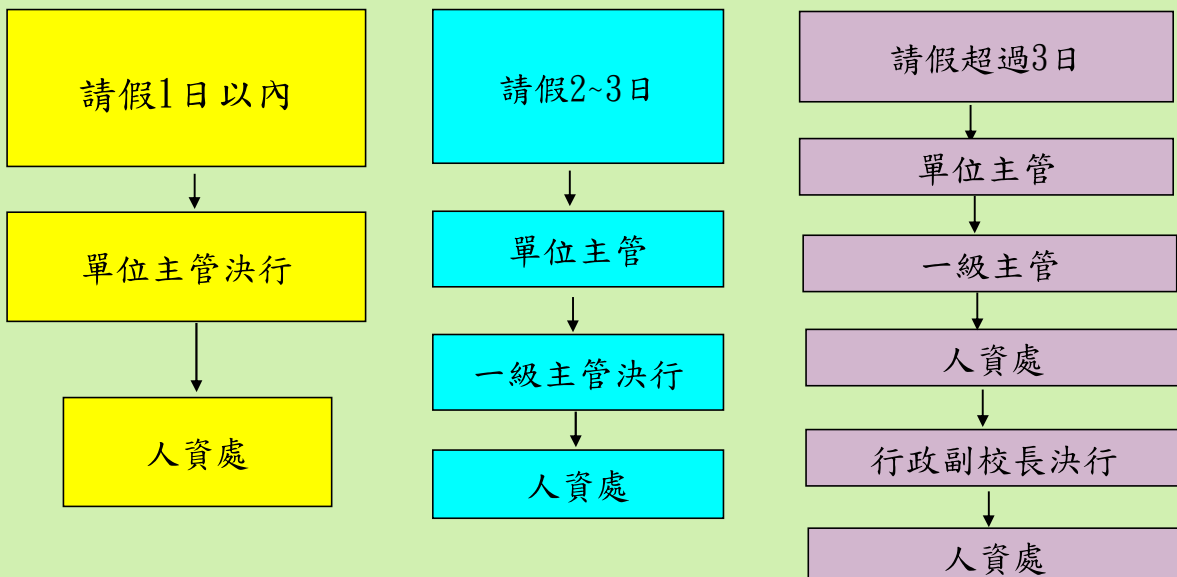 請假1日以內
單位主管決行
人資處
請假2~3日
單位主管
一級主管決行
人資處
請假超過3日
單位主管
一級主管
人資處
行政副校長決行
人資處